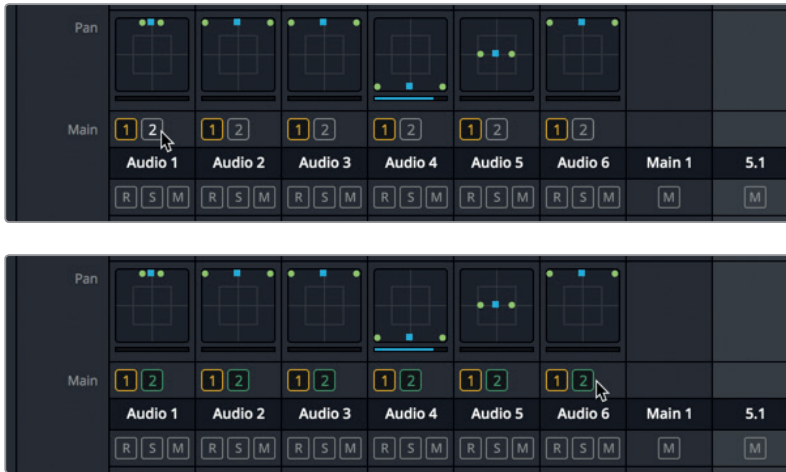 Pan
Main 1 2 1 2 1 2 1 2 1 2 1 2
Audio 1 Audio 2 Audio 3 Audio 4 Audio 5 Audio 6 Main 1 5.1
R S M R S M R S M R S M R S M R S M M M
Pan
Main 1 2 1 2 1 2 1 2 1 2 1 2
Audio 1 Audio 2 Audio 3 Audio 4 Audio 5 Audio 6 Main 1 5.1
R S M R S M R S M R S M R S M R S M M M